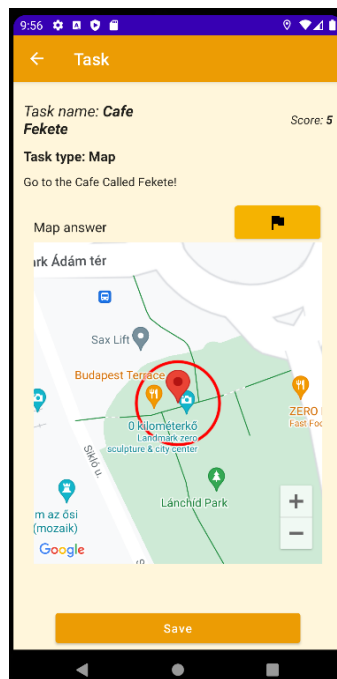 9:56
Task
Task name: Cafe
Fekete
Score: 5
Task type: Map
Go to the Cafe Called Fekete!
Map answer
ark Ádám tér
Sax Lift
Budapest Terrace
0 kilométerkő
Landmark zero
sculpture & city center
ZERO
Fast Foo
Sikló u.
Lánchíd Park
m az ősi
(mozaik)
+
−
Google
Save